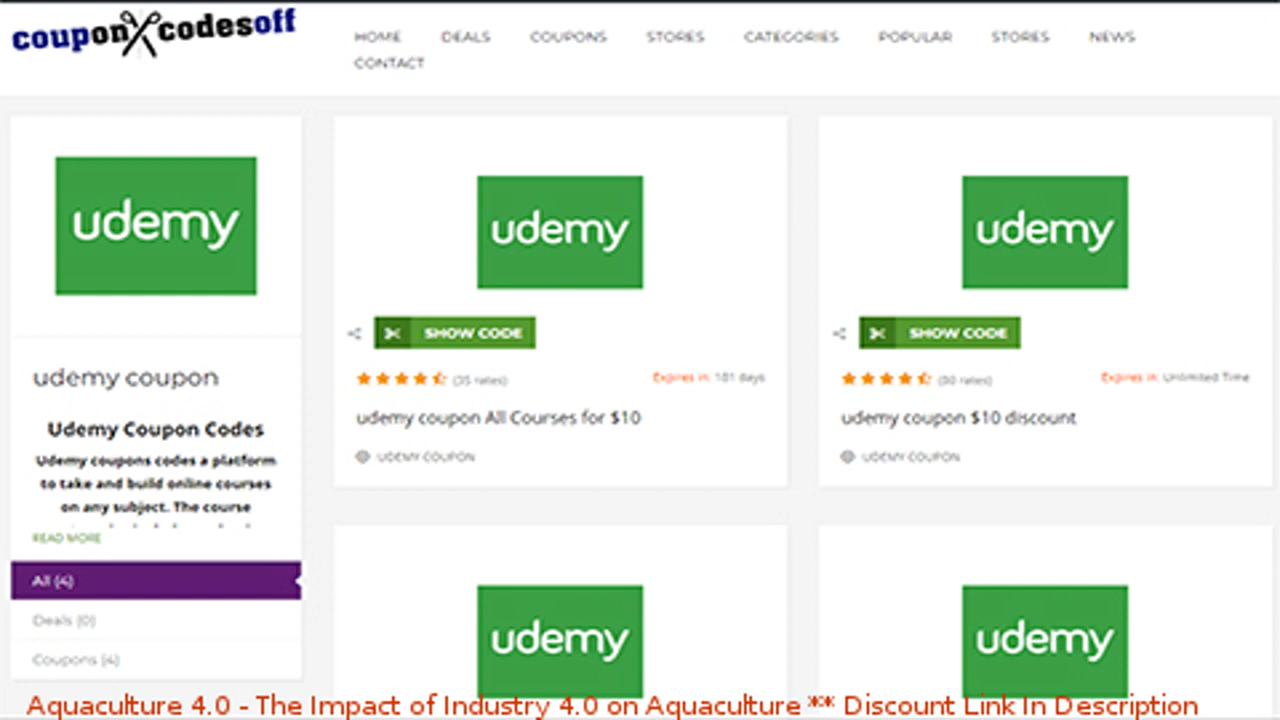 couponcodesoff
HOME DEALS COUPONS STORES CATEGORIES POPULAR STORES NEWS
CONTACT
udemy
udemy coupon
Udemy Coupon Codes
Udemy coupons codes a platform
to take and build online courses
on any subject. The course
READ MORE
All (4)
Deals (0)
Coupons (4)
udemy
SHOW CODE
(35 rates) Expires in: 181 days
udemy coupon All Courses for $10
UDEMY COUPON
udemy
SHOW CODE
(80 rates) Expires in: Unlimited Time
udemy coupon $10 discount
UDEMY COUPON
udemy
udemy
Aquaculture 4.0 - The Impact of Industry 4.0 on Aquaculture ** Discount Link In Description